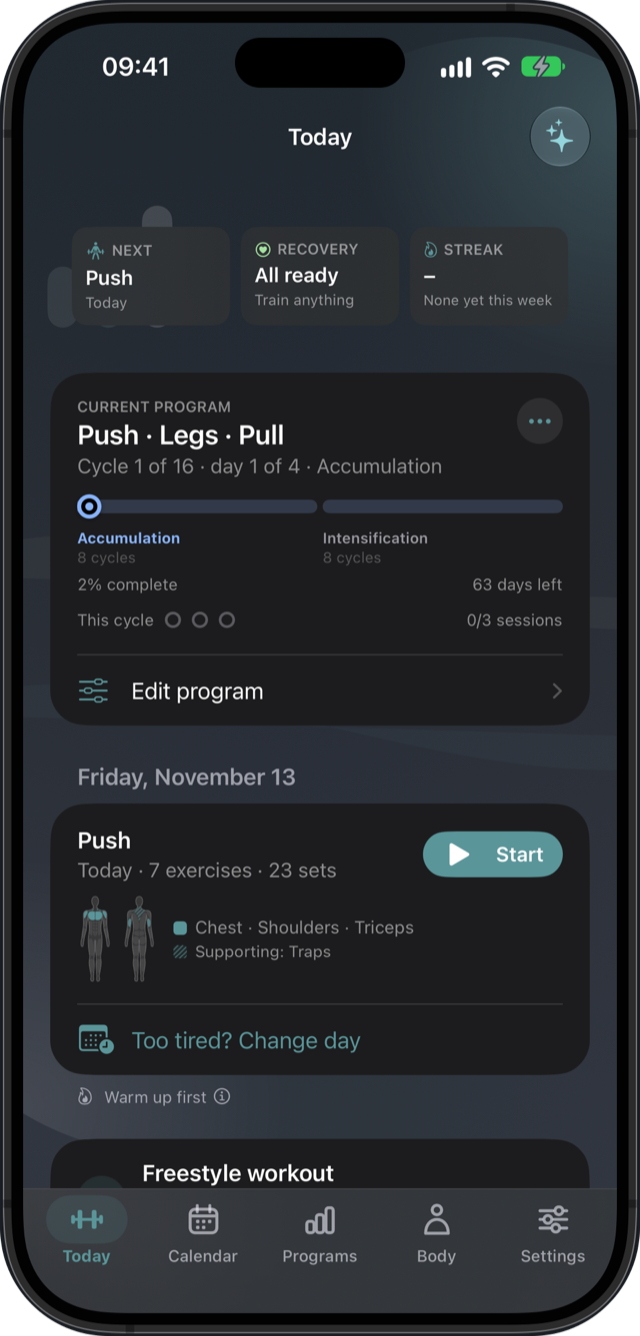 09:41
Today
NEXT
Push
Today
RECOVERY
All ready
Train anything
STREAK
–
None yet this week
CURRENT PROGRAM
Push · Legs · Pull
Cycle 1 of 16 · day 1 of 4 · Accumulation
Accumulation
8 cycles
Intensification
8 cycles
2% complete
63 days left
This cycle
0/3 sessions
Edit program
Friday, November 13
Push
Today · 7 exercises · 23 sets
Start
Chest · Shoulders · Triceps
Supporting: Traps
Too tired? Change day
Warm up first
Freestyle workout
Today
Calendar
Programs
Body
Settings